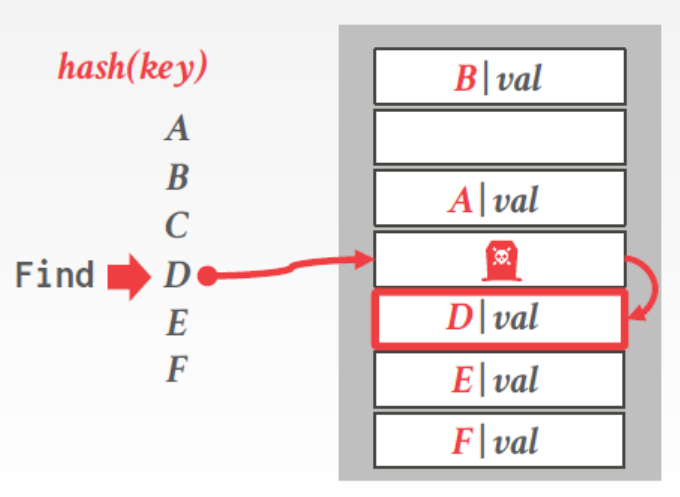 hash(key)
A
B
C
Find D
E
F
B|val
A|val
D|val
E|val
F|val